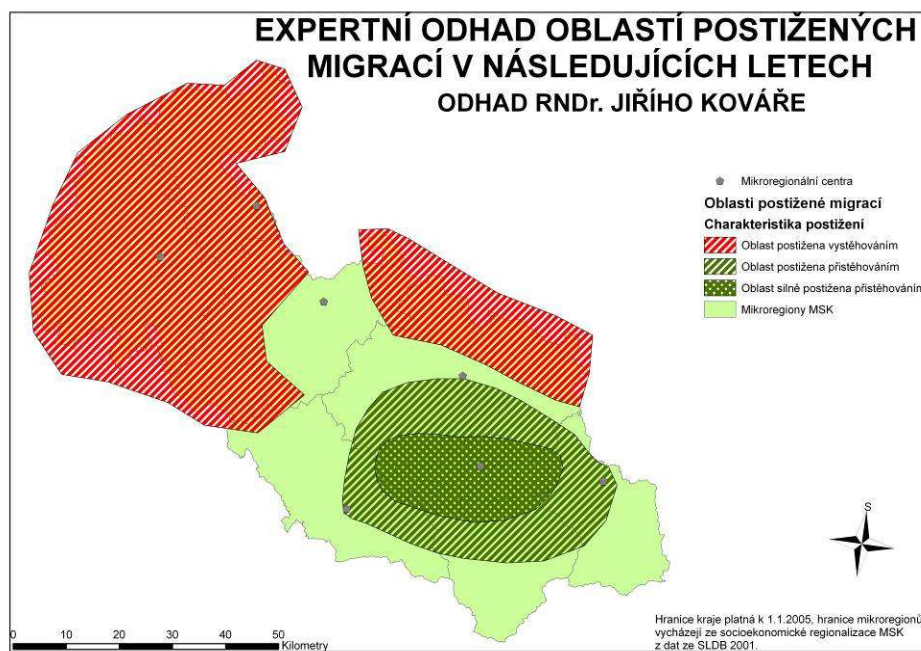 EXPERTNÍ ODHAD OBLASTÍ POSTIŽENÝCH
MIGRACÍ V NÁSLEDUJÍCÍCH LETECH
ODHAD RNDr. JIŘÍHO KOVÁŘE
Mikroregionální centra
Oblasti postižené migrací
Charakteristika postižení
Oblast postižena vystěhováním
Oblast postižena přistěhováním
Oblast silně postižena přistěhováním
Mikroregiony MSK
S
0 10 20 30 40 50
Kilometry
Hranice kraje platná k 1.1.2005, hranice mikroregionů
vycházejí ze socioekonomické regionalizace MSK
z dat ze SLDB 2001.